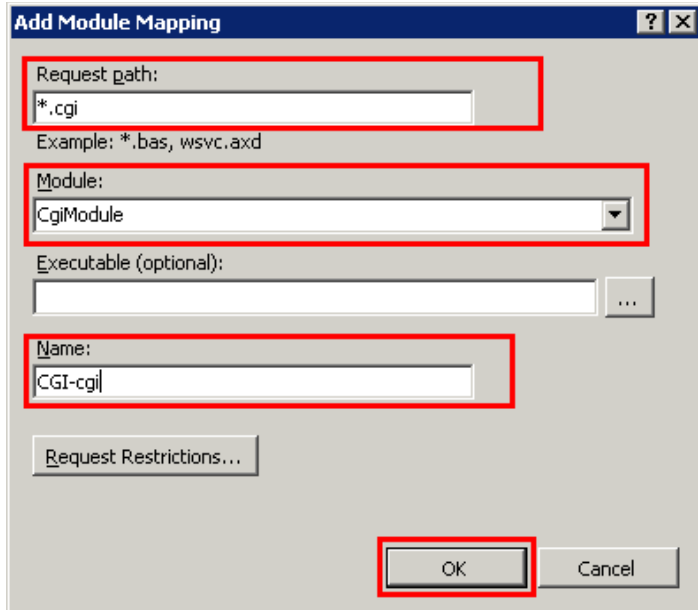 Add Module Mapping
Request path:
*.cgi
Example: *.bas, wsvc.axd
Module:
CgiModule
Executable (optional):
...
Name:
CGI-cgi
Request Restrictions...
OK Cancel